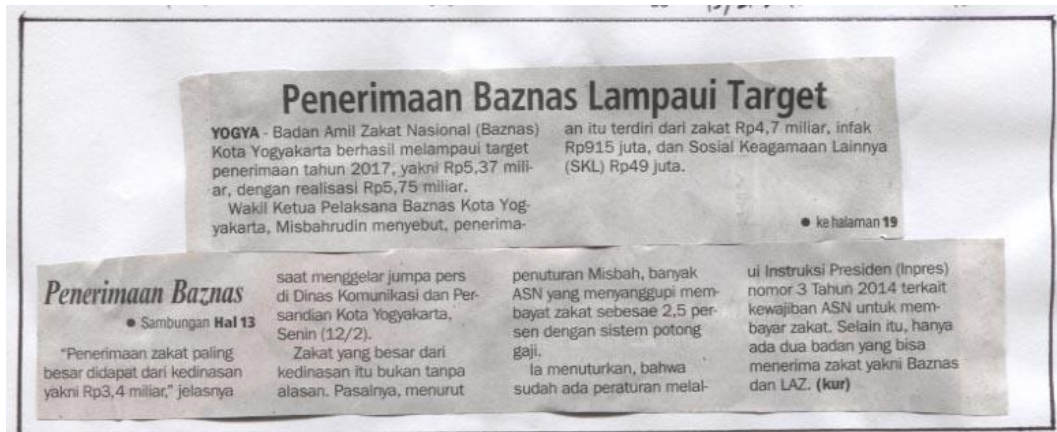 Penerimaan Baznas Lampaui Target
YOGYA - Badan Amil Zakat Nasional (Baznas)
Kota Yogyakarta berhasil melampaui target
penerimaan tahun 2017, yakni Rp5,37 mili-
ar, dengan realisasi Rp5,75 miliar.
Wakil Ketua Pelaksana Baznas Kota Yog-
yakarta, Misbahrudin menyebut, penerima-
an itu terdiri dari zakat Rp4,7 miliar, infak
Rp915 juta, dan Sosial Keagamaan Lainnya
(SKL) Rp49 juta.
● ke halaman 19
Penerimaan Baznas
● Sambungan Hal 13
"Penerimaan zakat paling
besar didapat dari kedinasan
yakni Rp3,4 miliar," jelasnya
saat menggelar jumpa pers
di Dinas Komunikasi dan Per-
sandian Kota Yogyakarta,
Senin (12/2).
Zakat yang besar dari
kedinasan itu bukan tanpa
alasan. Pasalnya, menurut
penuturan Misbah, banyak
ASN yang menyanggupi mem-
bayat zakat sebesae 2,5 per-
sen dengan sistem potong
gaji.
Ia menuturkan, bahwa
sudah ada peraturan melal-
ui Instruksi Presiden (Inpres)
nomor 3 Tahun 2014 terkait
kewajiban ASN untuk mem-
bayar zakat. Selain itu, hanya
ada dua badan yang bisa
menerima zakat yakni Baznas
dan LAZ. (kur)